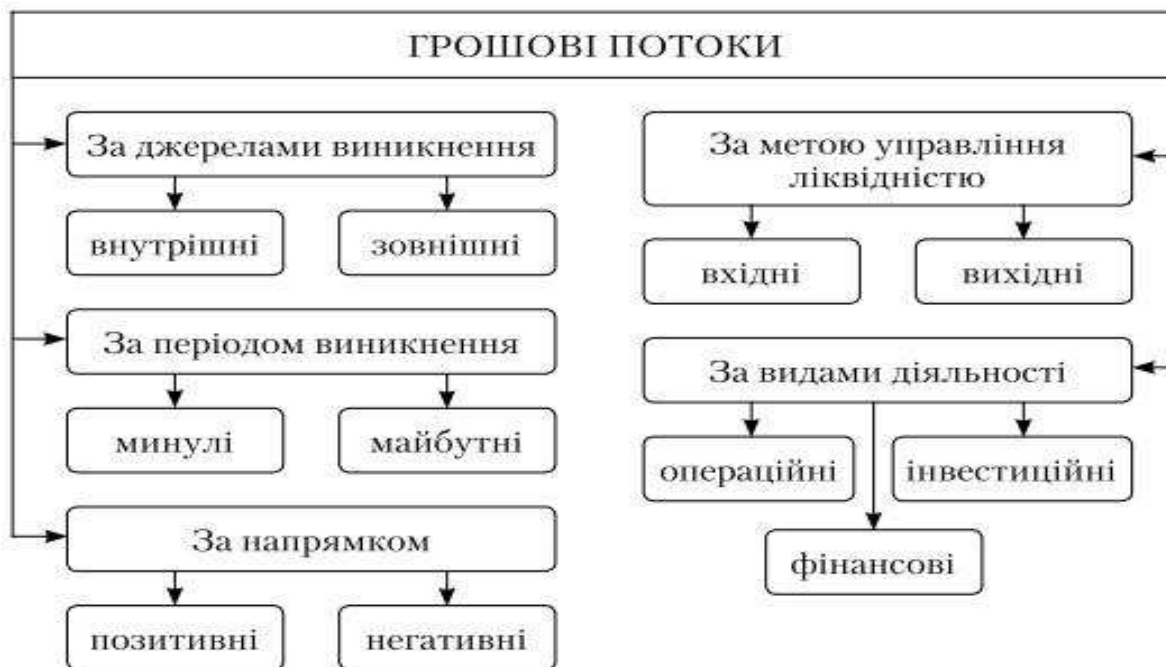 ГРОШОВІ ПОТОКИ
За джерелами виникнення
внутрішні
зовнішні
За періодом виникнення
минулі
майбутні
За напрямком
позитивні
негативні
За метою управління
ліквідністю
вхідні
вихідні
За видами діяльності
операційні
інвестиційні
фінансові